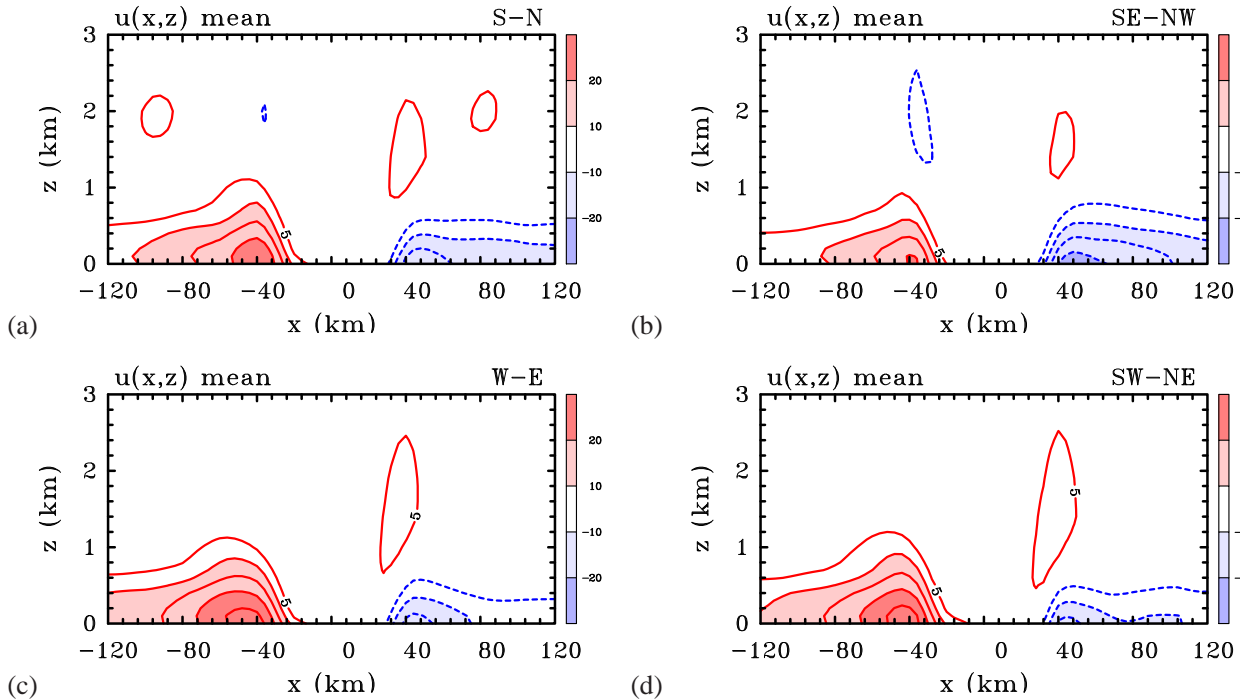 u(x,z) mean S-N
3
2
1
0
z (km)
5
20
10
-10
-20
-120 -80 -40 0 40 80 120
x (km)
(a)
u(x,z) mean SE-NW
3
2
1
0
z (km)
5
-120 -80 -40 0 40 80 120
x (km)
(b)
u(x,z) mean W-E
3
2
1
0
z (km)
5
5
20
10
-10
-20
-120 -80 -40 0 40 80 120
x (km)
(c)
u(x,z) mean SW-NE
3
2
1
0
z (km)
5
5
-120 -80 -40 0 40 80 120
x (km)
(d)